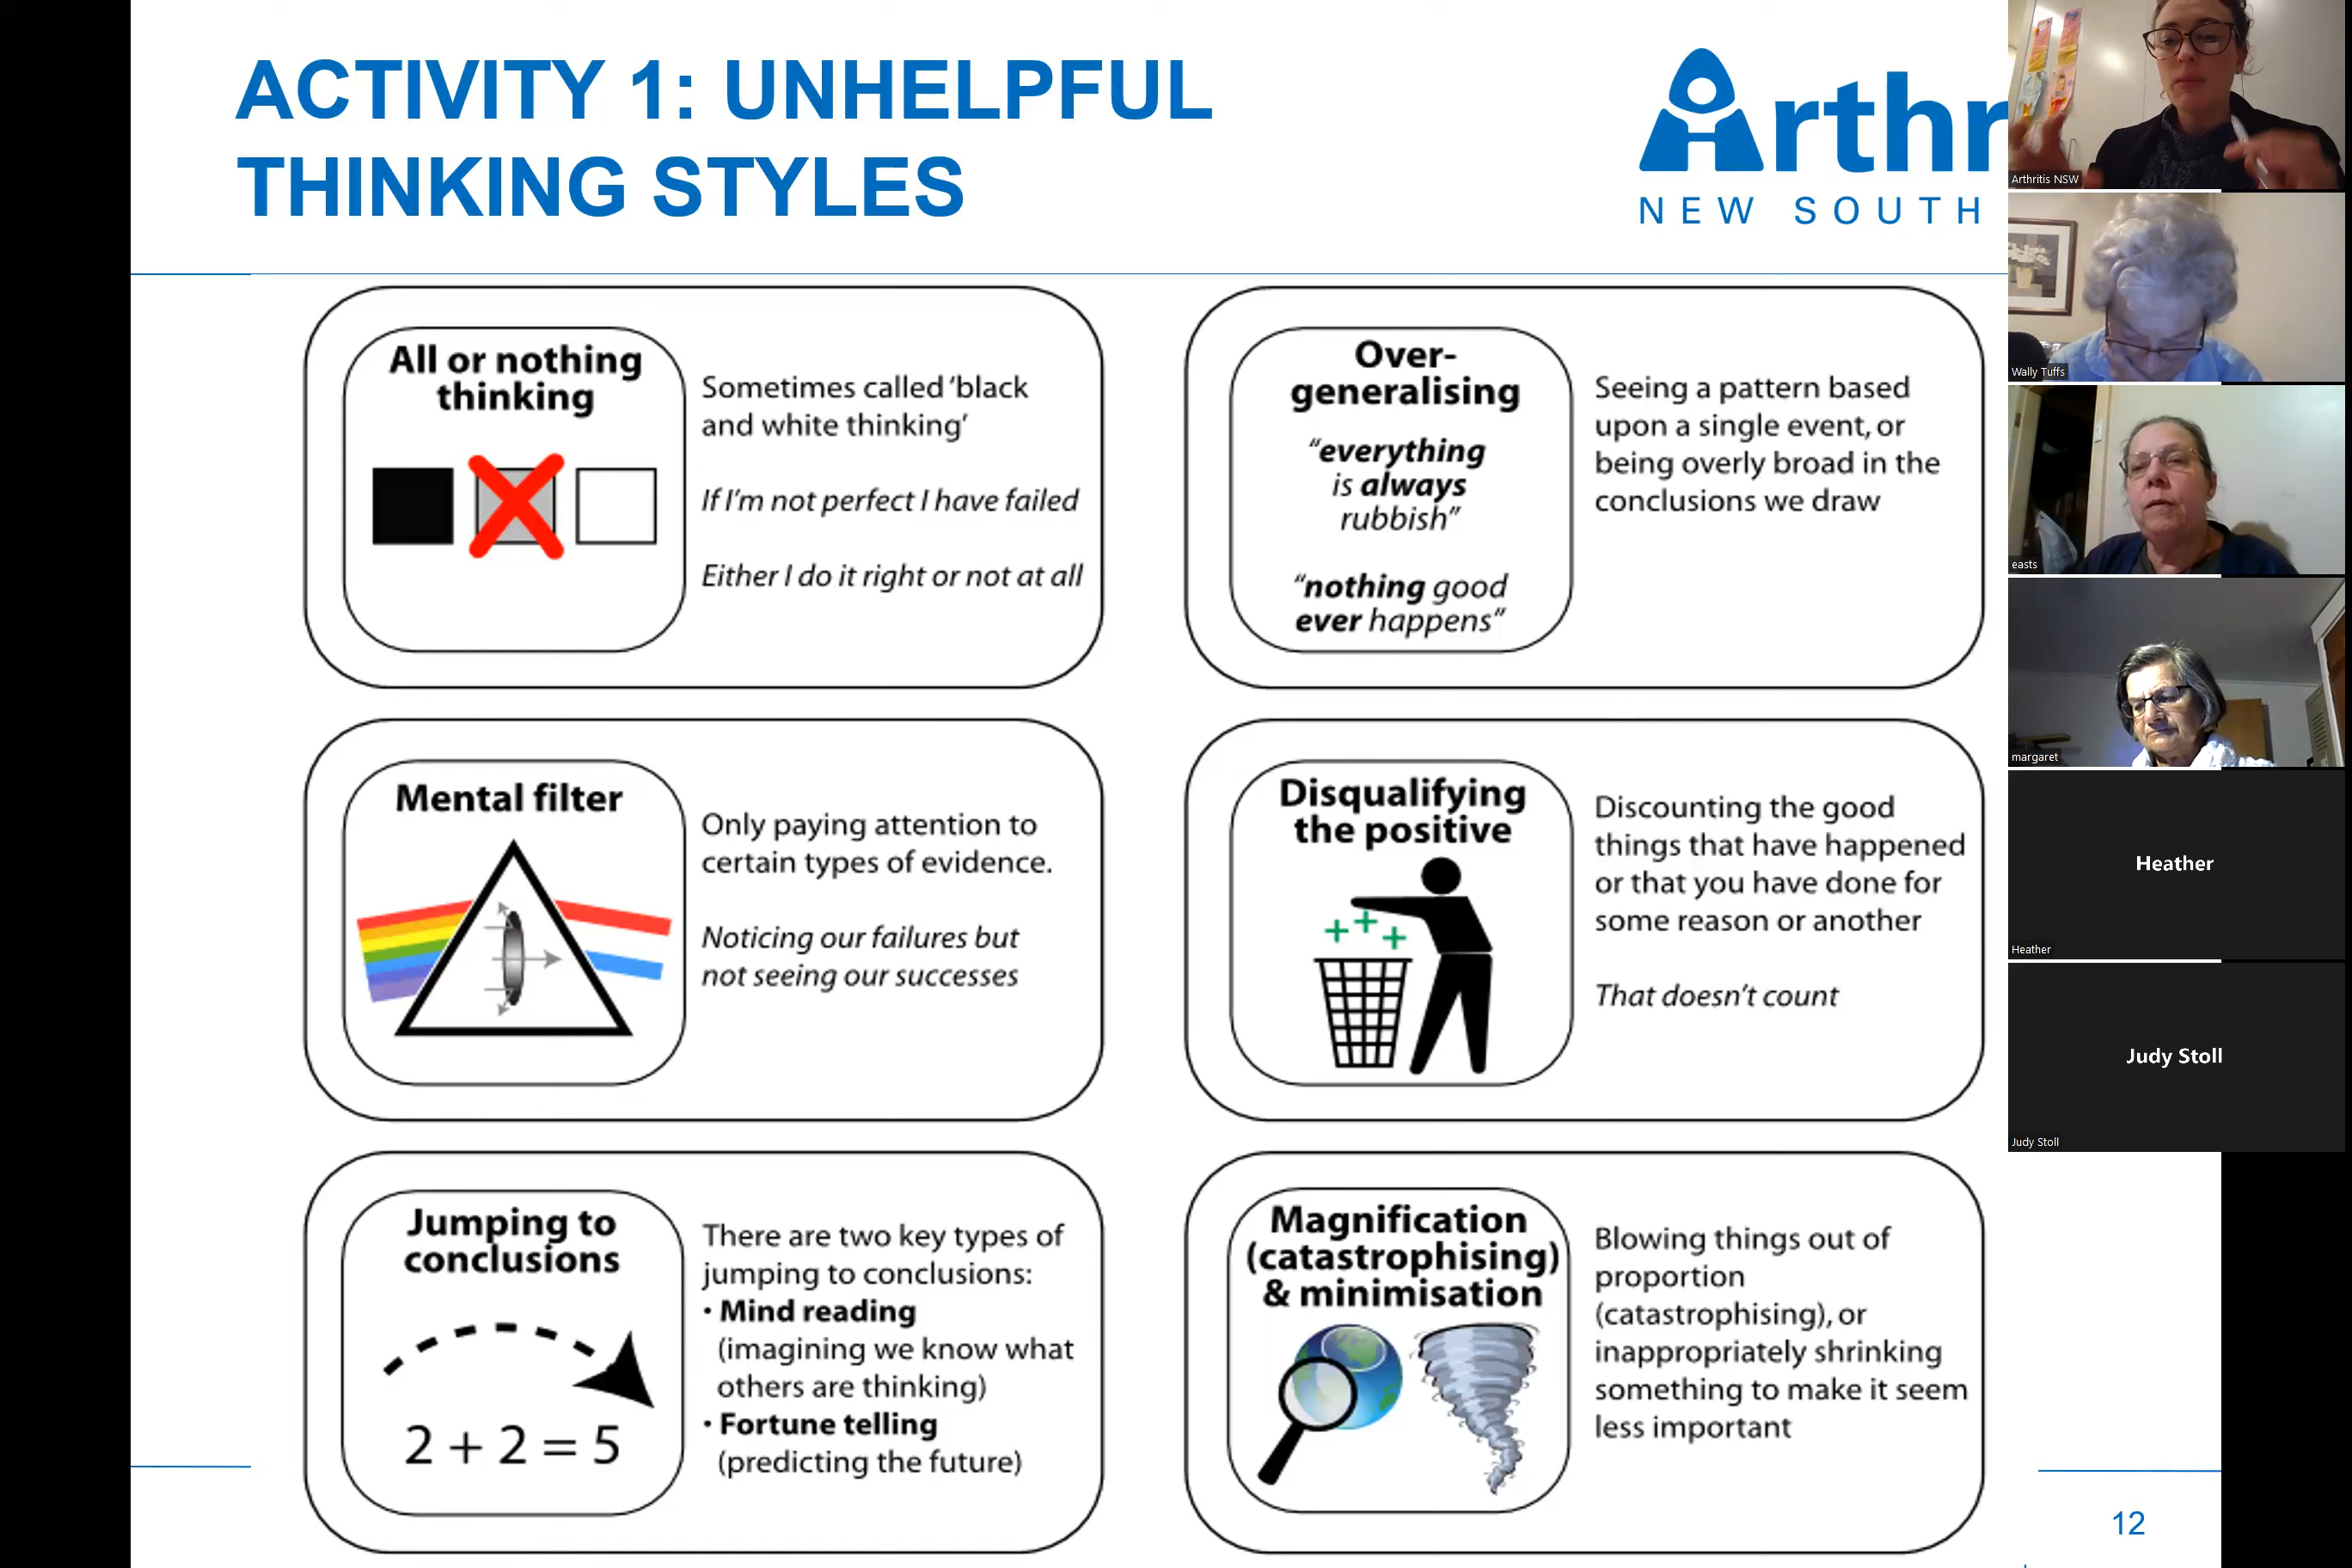 ACTIVITY 1: UNHELPFUL
THINKING STYLES
Arthr
NEW SOUTH
All or nothing
thinking
Sometimes called ‘black
and white thinking’
If I’m not perfect I have failed
Either I do it right or not at all
Over-
generalising
“everything
is always
rubbish”
“nothing good
ever happens”
Seeing a pattern based
upon a single event, or
being overly broad in the
conclusions we draw
Mental filter
Only paying attention to
certain types of evidence.
Noticing our failures but
not seeing our successes
Disqualifying
the positive
+ + +
Discounting the good
things that have happened
or that you have done for
some reason or another
That doesn’t count
Jumping to
conclusions
2 + 2 = 5
There are two key types of
jumping to conclusions:
• Mind reading
(imagining we know what
others are thinking)
• Fortune telling
(predicting the future)
Magnification
(catastrophising)
& minimisation
Blowing things out of
proportion
(catastrophising), or
inappropriately shrinking
something to make it seem
less important
12
Arthritis NSW
Wally Tuffs
easts
margaret
Heather
Heather
Judy Stoll
Judy Stoll